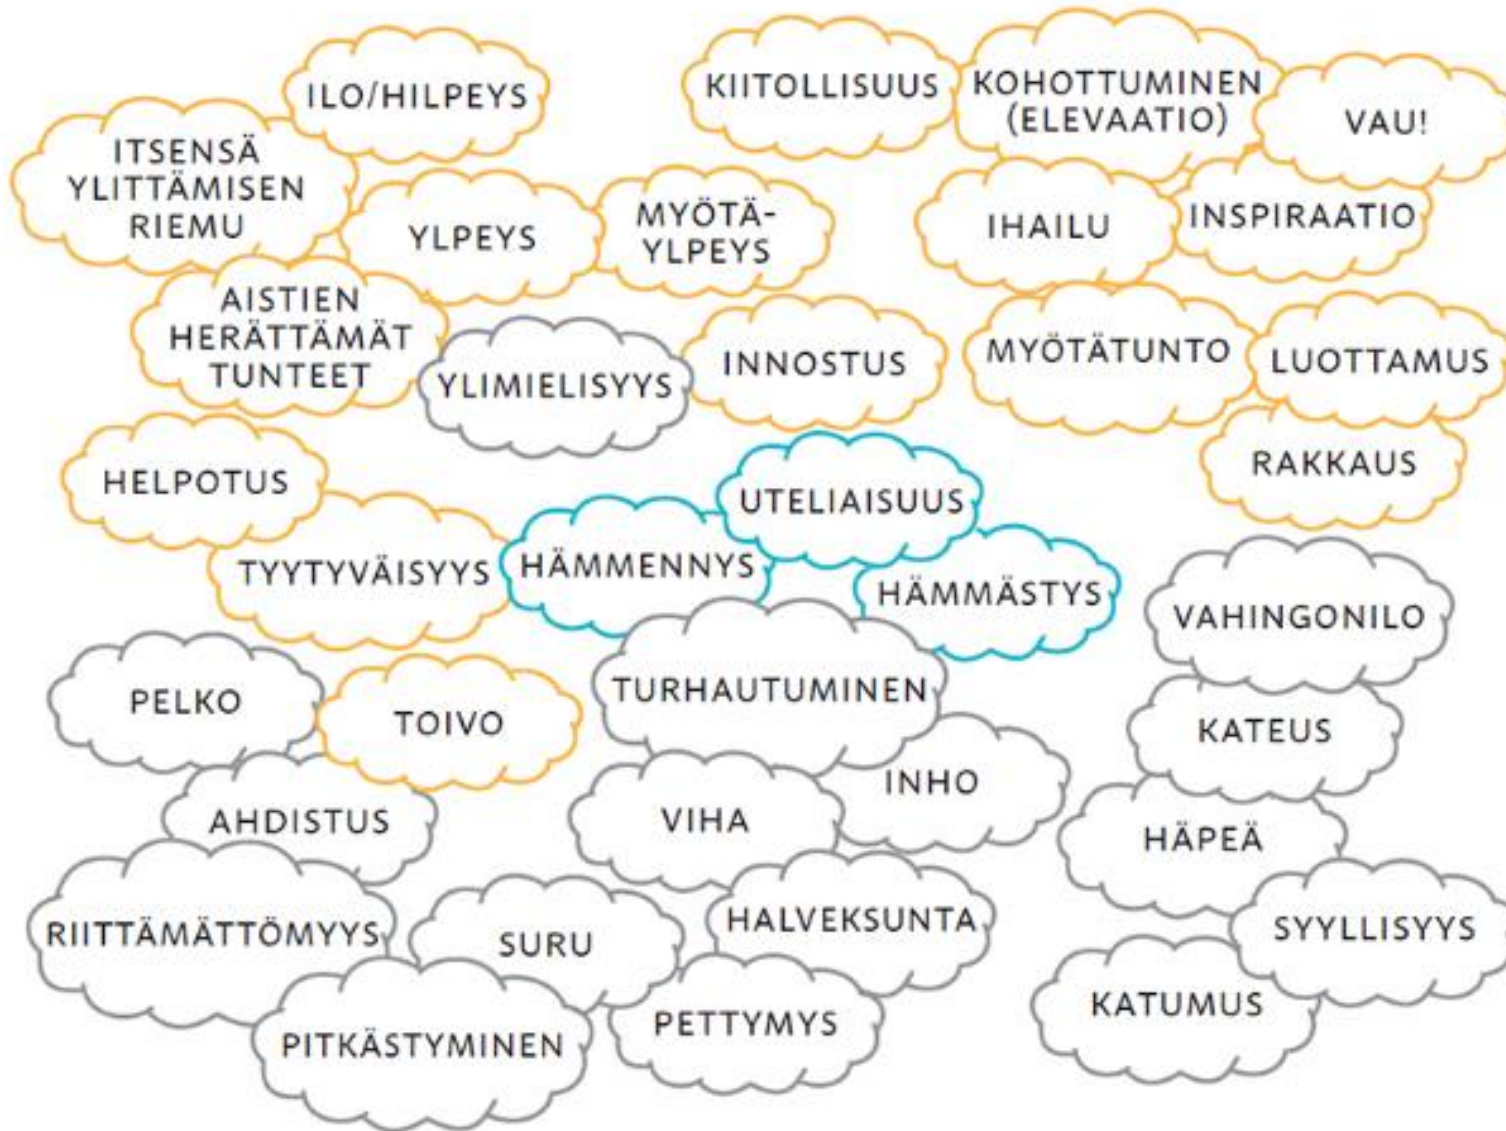 ILO/HILPEYS
KIITOLLISUUS
KOHOTTUMINEN
(ELEVAATIO)
VAU!
ITSENSÄ
YLITTÄMISEN
RIEMU
YLPEYS
MYÖTÄ-
YLPEYS
IHAILU
INSPIRAATIO
AISTIEN
HERÄTTÄMÄT
TUNTEET
YLIMIELISYYS
INNOSTUS
MYÖTÄTUNTO
LUOTTAMUS
HELPOTUS
UTELIAISUUS
RAKKAUS
TYYTYVÄISYYS
HÄMMENNYS
HÄMMÄSTYS
VAHINGONILO
PELKO
TOIVO
TURHAUTUMINEN
KATEUS
AHDISTUS
VIHA
INHO
HÄPEÄ
RIITTÄMÄTTÖMYYS
SURU
HALVEKSUNTA
SYYLLISYYS
PITKÄSTYMINEN
PETTYMYS
KATUMUS